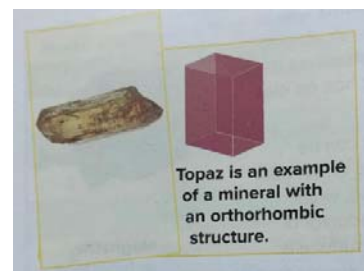 Topaz is an example
of a mineral with
an orthorhombic
structure.